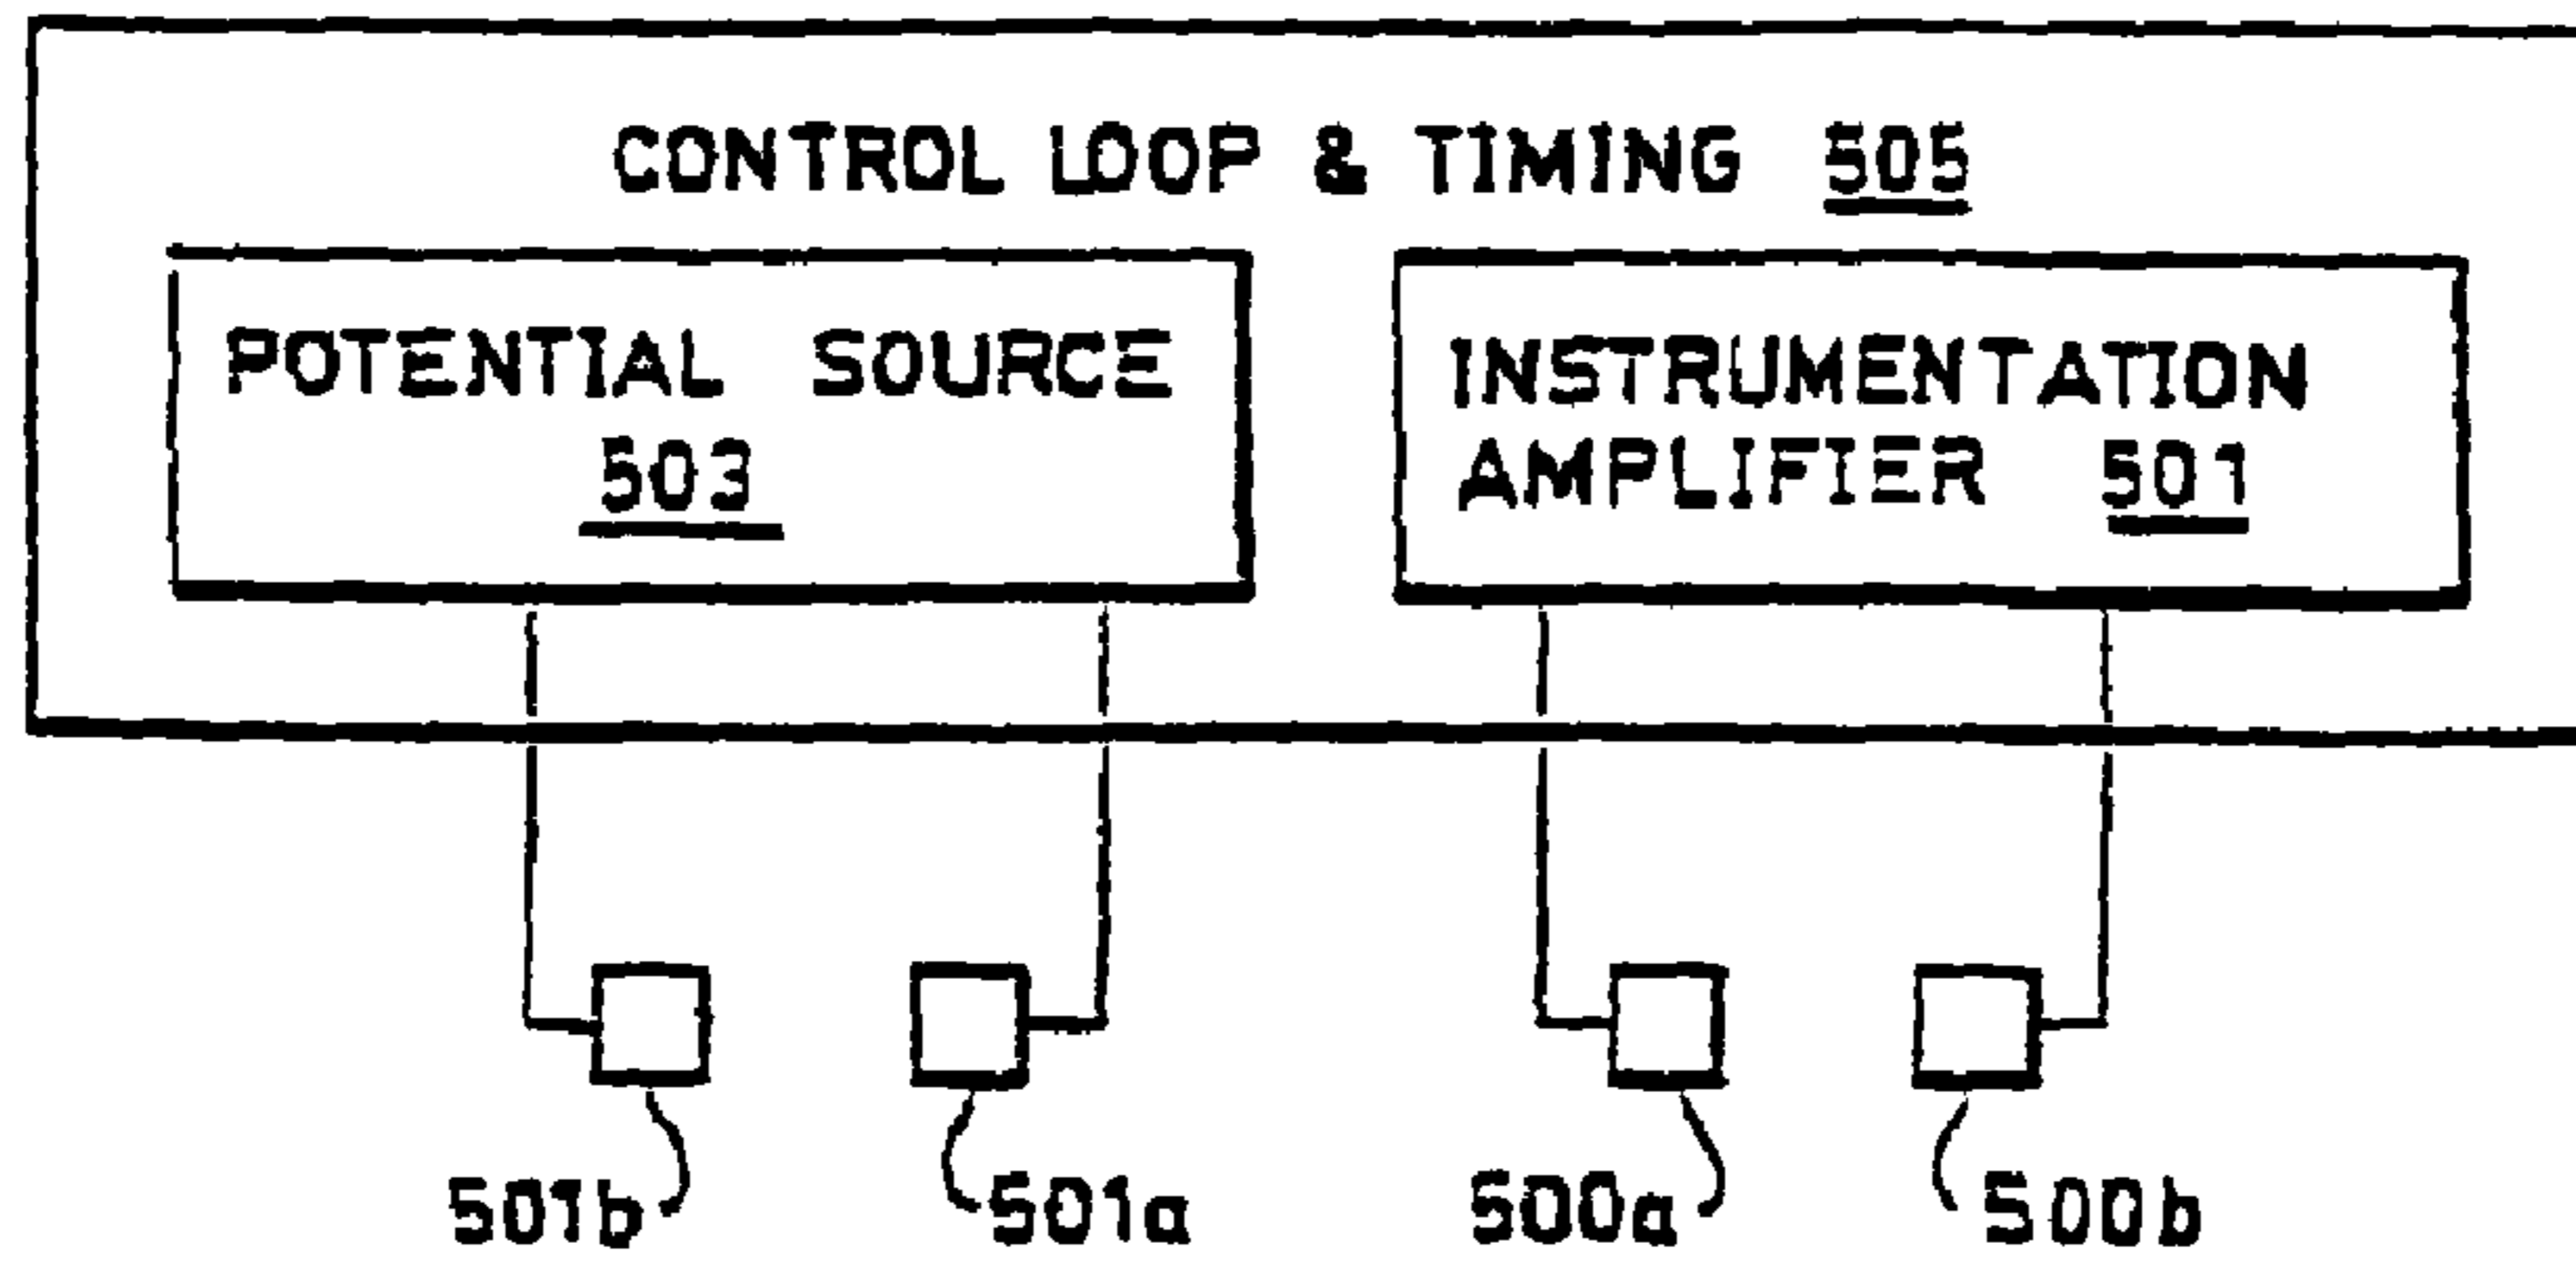 CONTROL LOOP & TIMING 505
POTENTIAL SOURCE
503
INSTRUMENTATION
AMPLIFIER 501
501b
501a
500a
500b